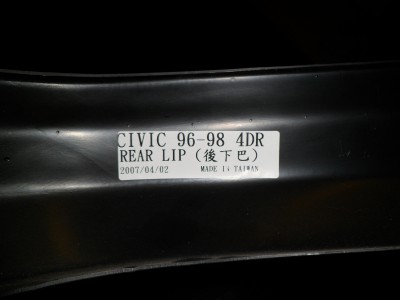 CIVIC 96-98 4DR
REAR LIP (後下巴)
2007/04/02 MADE IN TAIWAN